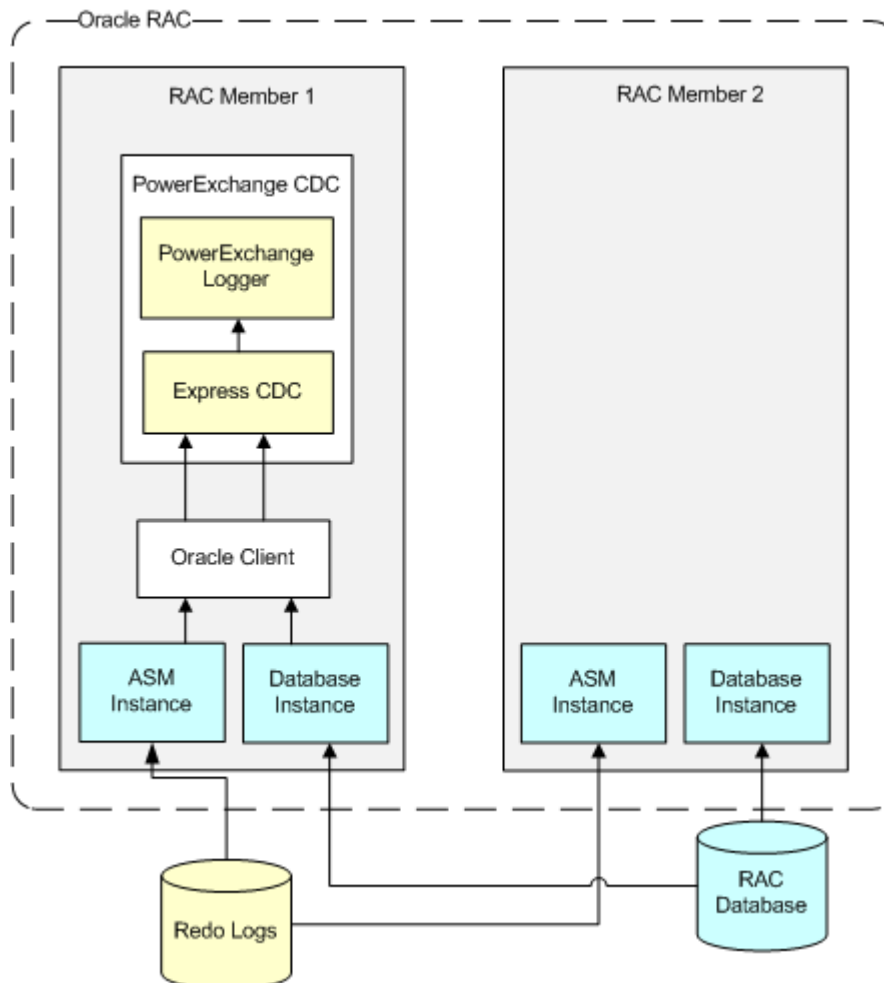 Oracle RAC
RAC Member 1
PowerExchange CDC
PowerExchange
Logger
Express CDC
Oracle Client
ASM
Instance
Database
Instance
RAC Member 2
ASM
Instance
Database
Instance
Redo Logs
RAC
Database